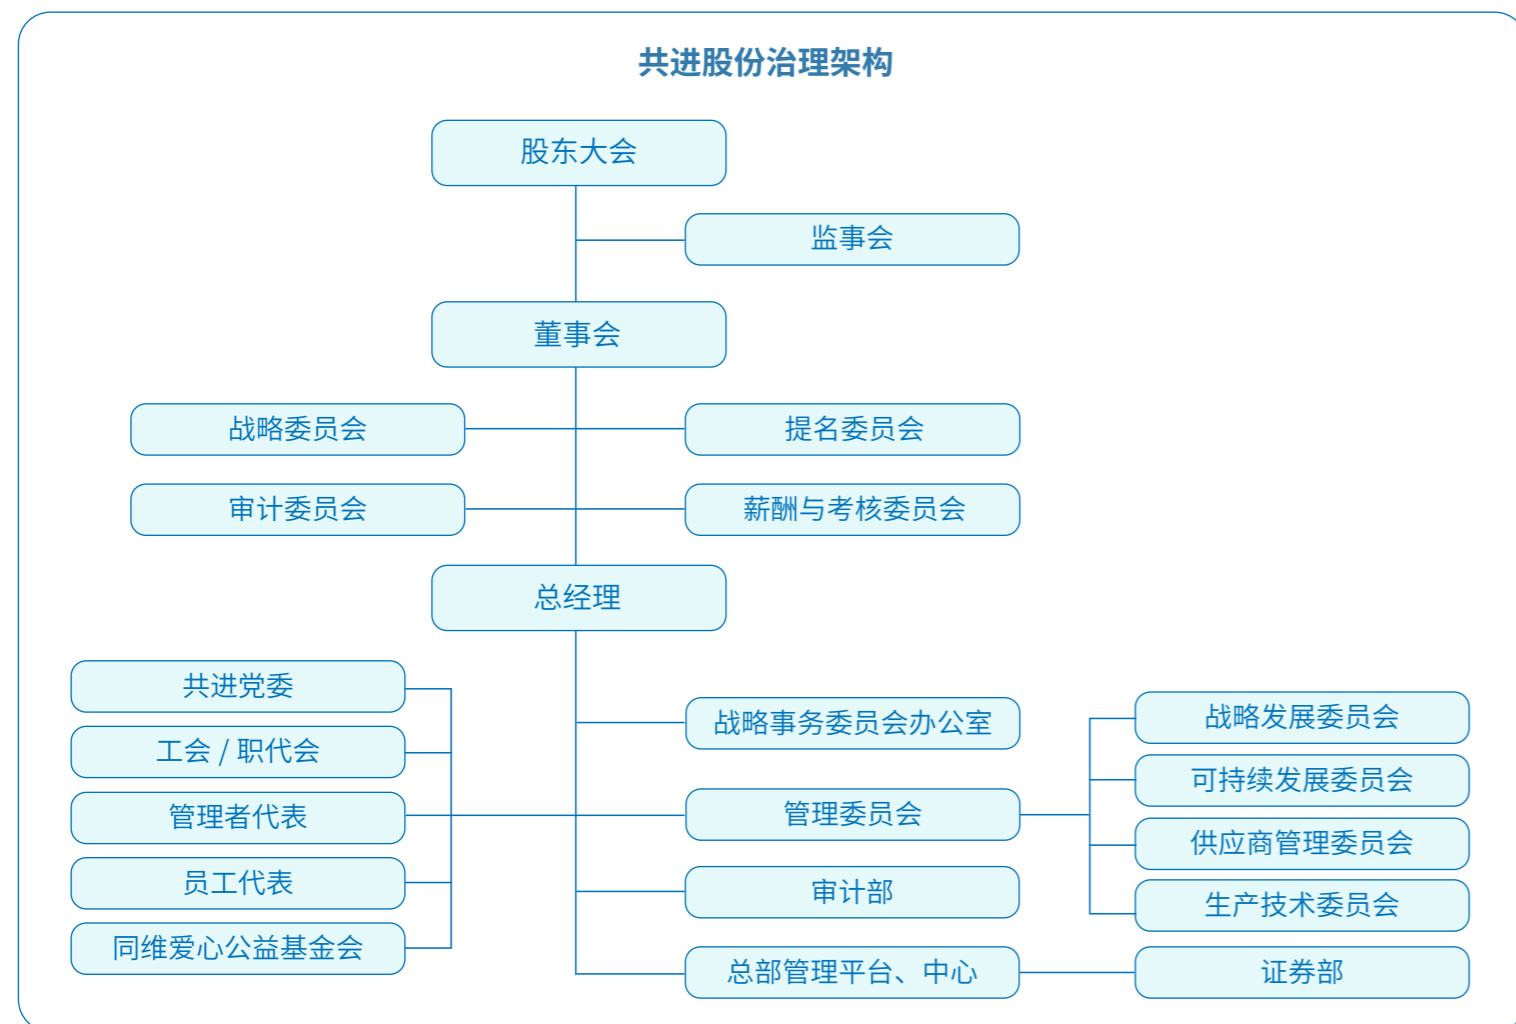 共进股份治理架构
股东大会
监事会
董事会
战略委员会
提名委员会
审计委员会
薪酬与考核委员会
总经理
共进党委
工会 / 职代会
管理者代表
员工代表
同维爱心公益基金会
战略事务委员会办公室
管理委员会
审计部
总部管理平台、中心
战略发展委员会
可持续发展委员会
供应商管理委员会
生产技术委员会
证券部